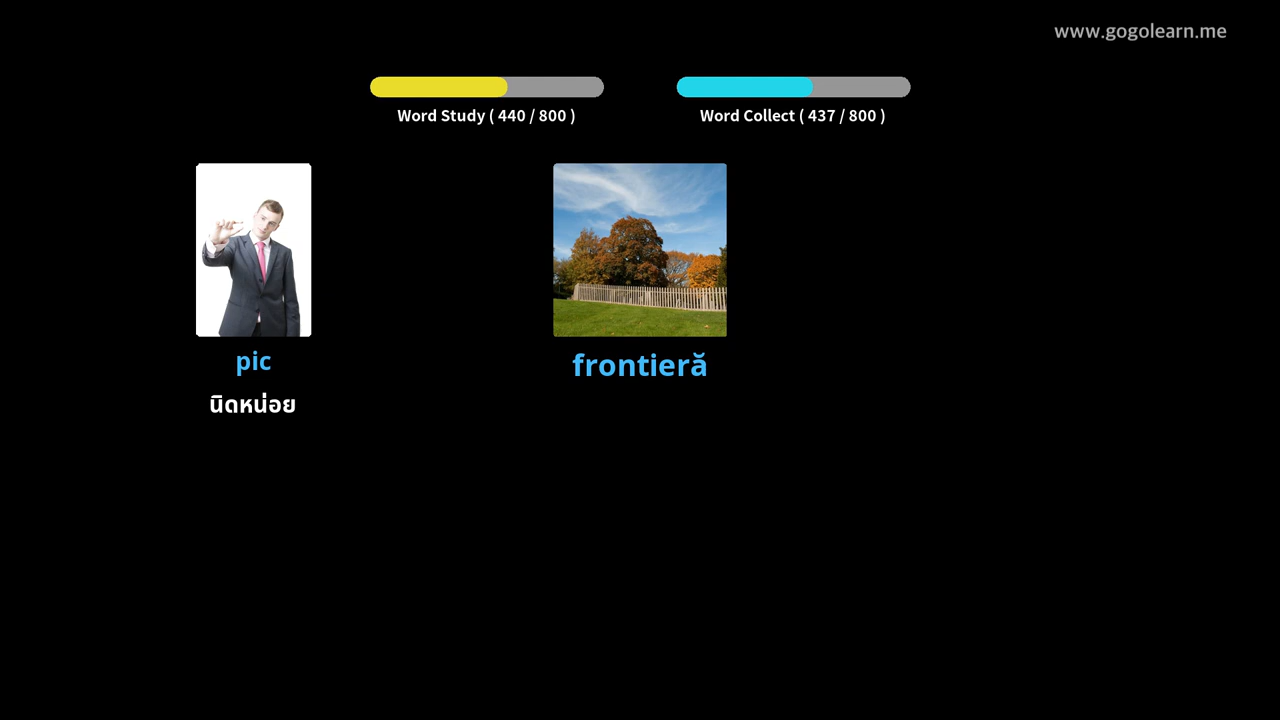 www.gogolearn.me
Word Study ( 440 / 800 )
Word Collect ( 437 / 800 )
pic
นิดหน่อย
frontieră